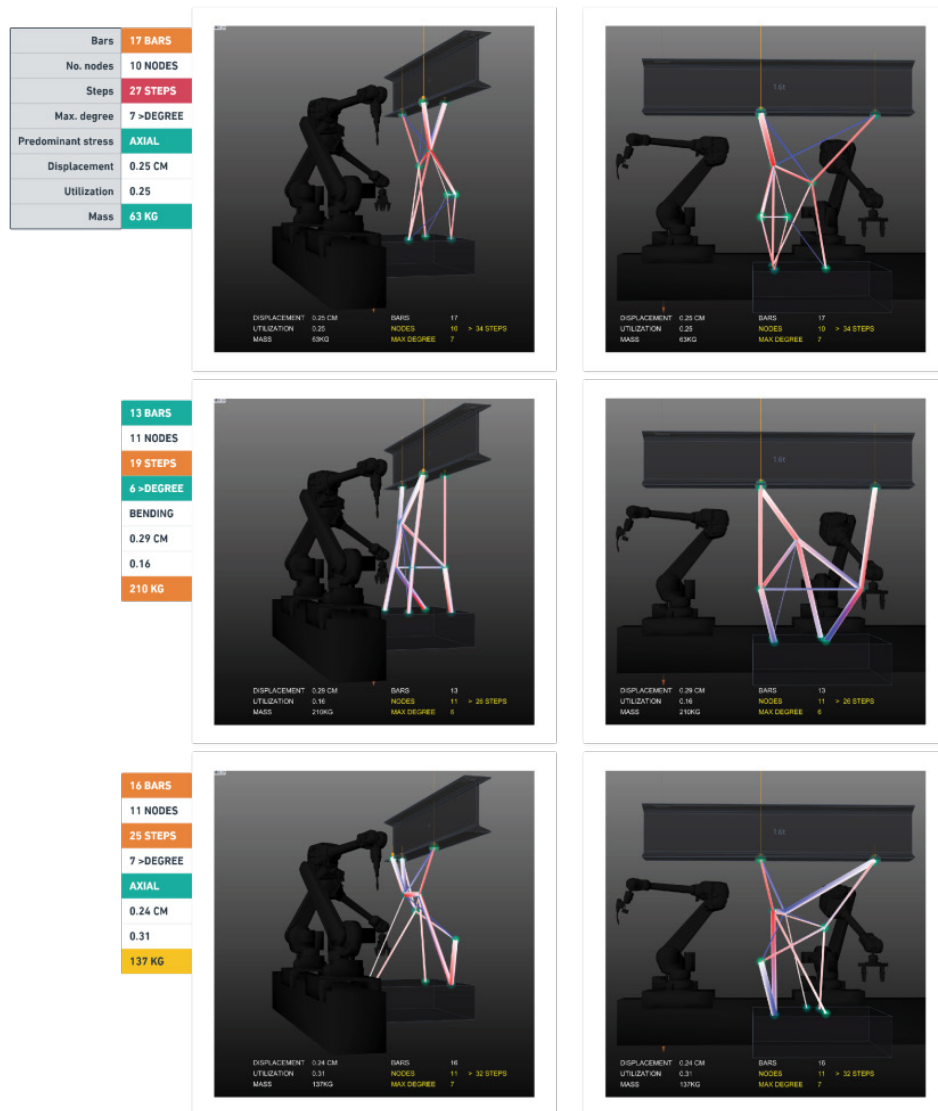 Bars 17 BARS
No. nodes 10 NODES
Steps 27 STEPS
Max. degree 7 >DEGREE
Predominant stress AXIAL
Displacement 0.25 CM
Utilization 0.25
Mass 63 KG
1.6t
DISPLACEMENT 0.25 CM BARS 17
UTILIZATION 0.25 NODES 10 > 34 STEPS
MASS 63KG MAX DEGREE 7
DISPLACEMENT 0.25 CM BARS 17
UTILIZATION 0.25 NODES 10 > 34 STEPS
MASS 63KG MAX DEGREE 7
13 BARS
11 NODES
19 STEPS
6 >DEGREE
BENDING
0.29 CM
0.16
210 KG
1.6t
DISPLACEMENT 0.29 CM BARS 13
UTILIZATION 0.16 NODES 11 > 26 STEPS
MASS 210KG MAX DEGREE 6
DISPLACEMENT 0.29 CM BARS 13
UTILIZATION 0.16 NODES 11 > 26 STEPS
MASS 210KG MAX DEGREE 6
16 BARS
11 NODES
25 STEPS
7 >DEGREE
AXIAL
0.24 CM
0.31
137 KG
1.6t
DISPLACEMENT 0.24 CM BARS 16
UTILIZATION 0.31 NODES 11 > 32 STEPS
MASS 137KG MAX DEGREE 7
DISPLACEMENT 0.24 CM BARS 16
UTILIZATION 0.31 NODES 11 > 32 STEPS
MASS 137KG MAX DEGREE 7